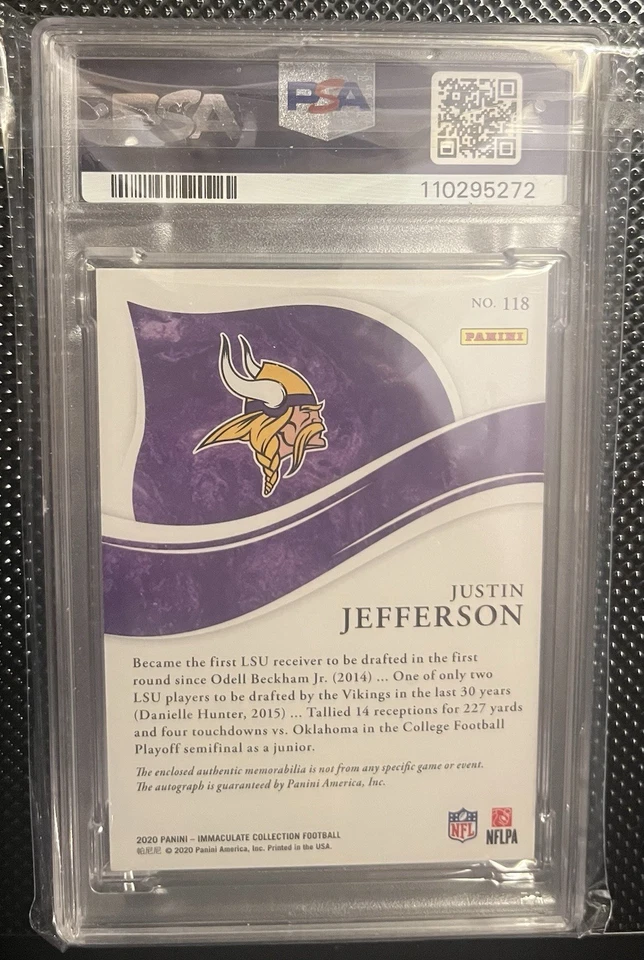 PSA
PSA
110295272
NO. 118
PANINI
JUSTIN
JEFFERSON
Became the first LSU receiver to be drafted in the first
round since Odell Beckham Jr. (2014) ... One of only two
LSU players to be drafted by the Vikings in the last 30 years
(Danielle Hunter, 2015) ... Tallied 14 receptions for 227 yards
and four touchdowns vs. Oklahoma in the College Football
Playoff semifinal as a junior.
The enclosed authentic memorabilia is not from any specific game or event.
The autograph is guaranteed by Panini America, Inc.
NFL
NFLPA
2020 PANINI – IMMACULATE COLLECTION FOOTBALL
帕尼尼 © 2020 Panini America, Inc. Printed in the USA.